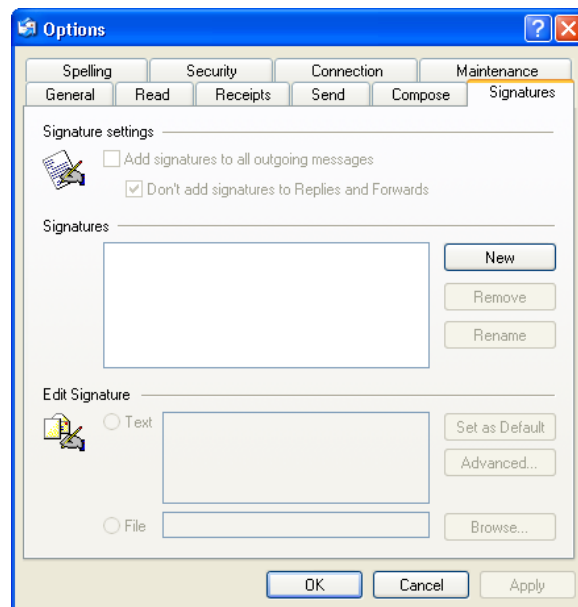 Options
Spelling Security Connection Maintenance
General Read Receipts Send Compose Signatures
Signature settings
Add signatures to all outgoing messages
Don't add signatures to Replies and Forwards
Signatures
New
Remove
Rename
Edit Signature
Text
Set as Default
Advanced...
File
Browse...
OK Cancel Apply